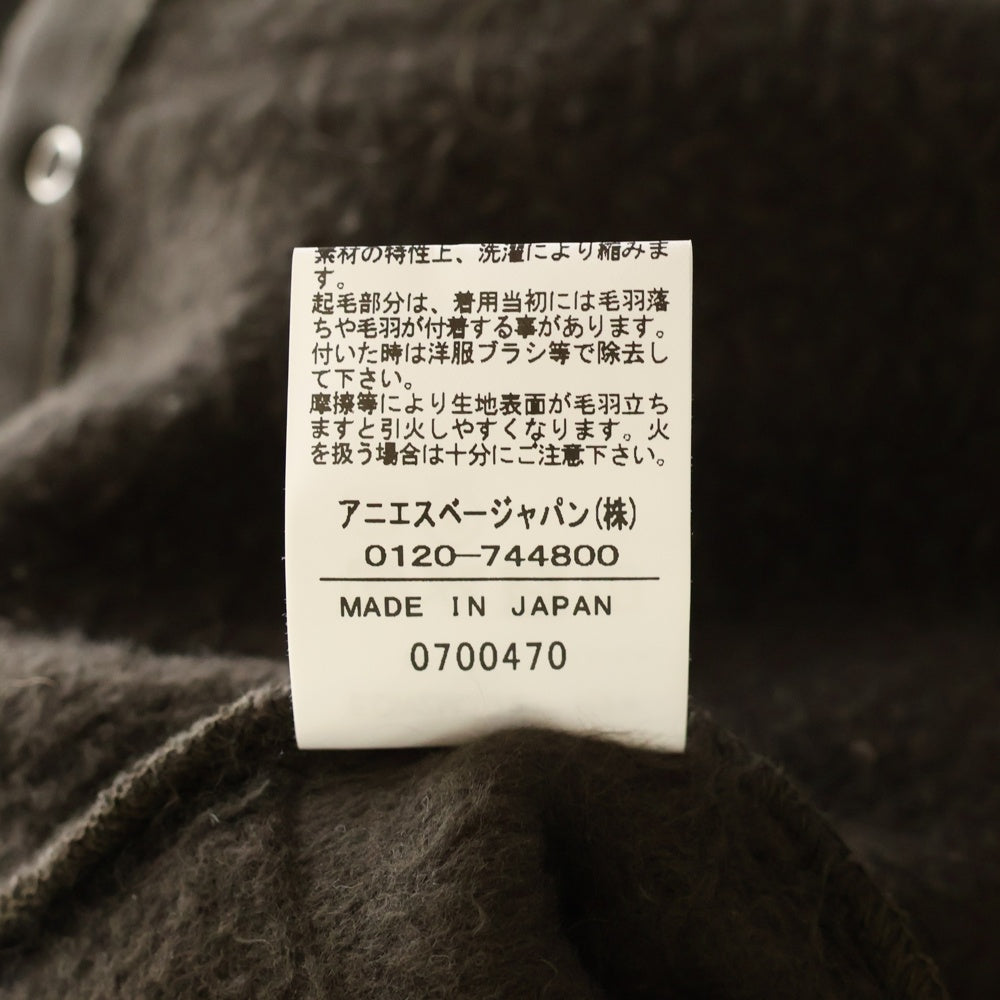 素材の特性上、洗濯により縮みま
す。
起毛部分は、着用当初には毛羽落
ちや毛羽が付着する事があります。
付いた時は洋服ブラシ等で除去し
て下さい。
摩擦等により生地表面が毛羽立ち
ますと引火しやすくなります。火
を扱う場合は十分にご注意下さい。
アニエスベージャパン(株)
0120—744800
MADE IN JAPAN
0700470